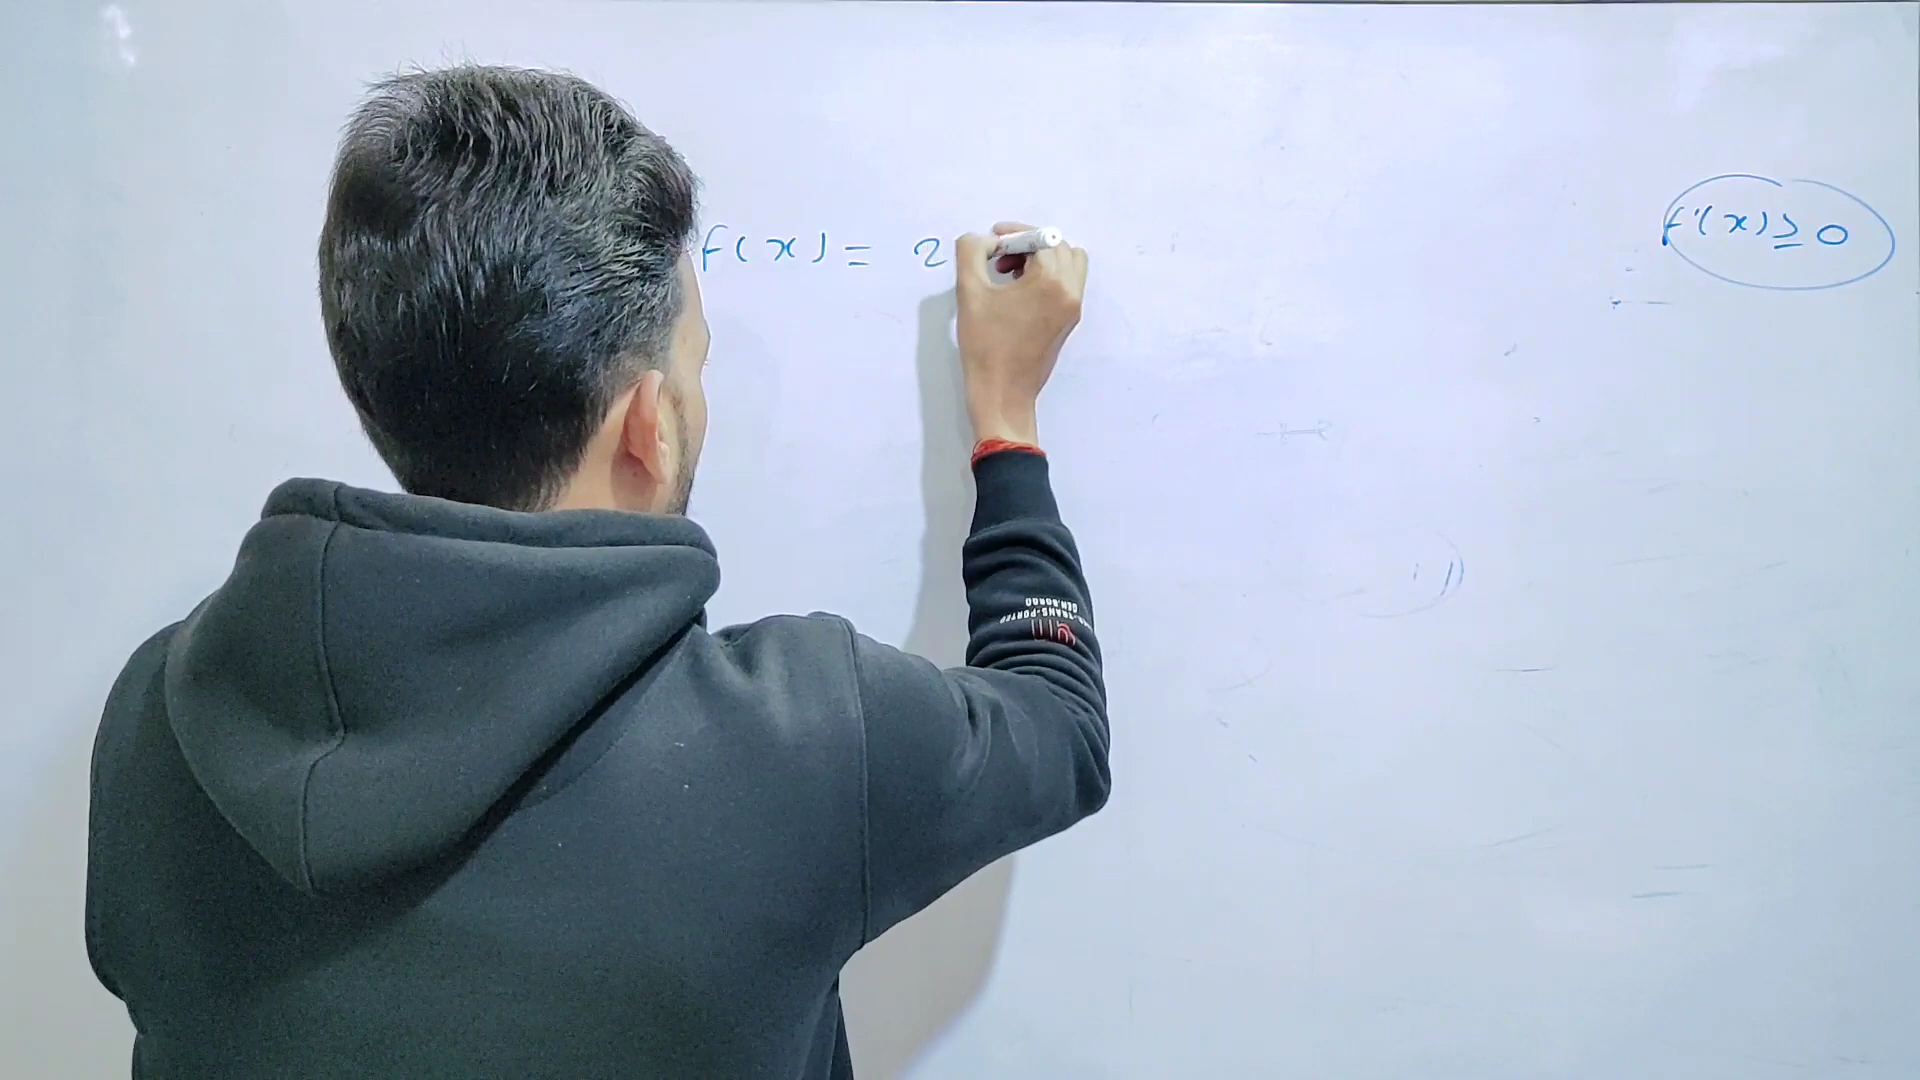 f(x) = 2
f'(x) ≥ 0